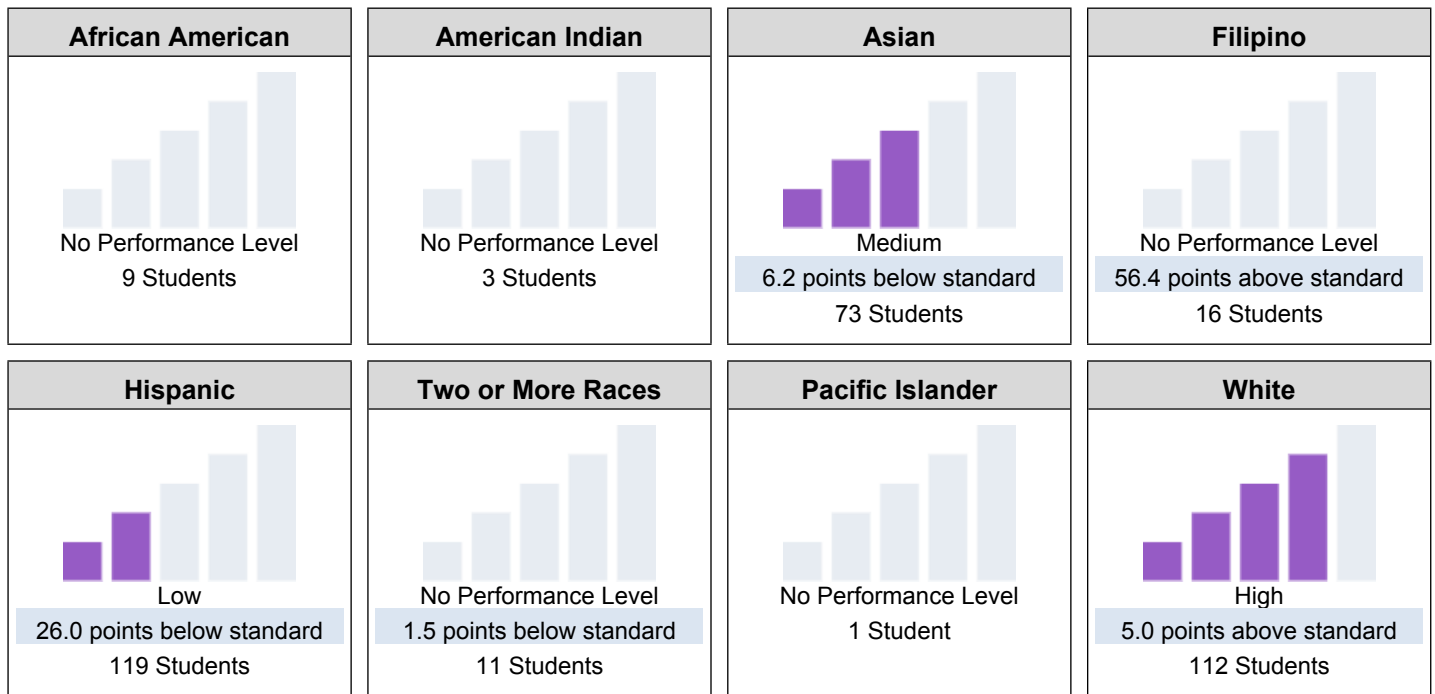 African American
No Performance Level
9 Students
American Indian
No Performance Level
3 Students
Asian
Medium
6.2 points below standard
73 Students
Filipino
No Performance Level
56.4 points above standard
16 Students
Hispanic
Low
26.0 points below standard
119 Students
Two or More Races
No Performance Level
1.5 points below standard
11 Students
Pacific Islander
No Performance Level
1 Student
White
High
5.0 points above standard
112 Students